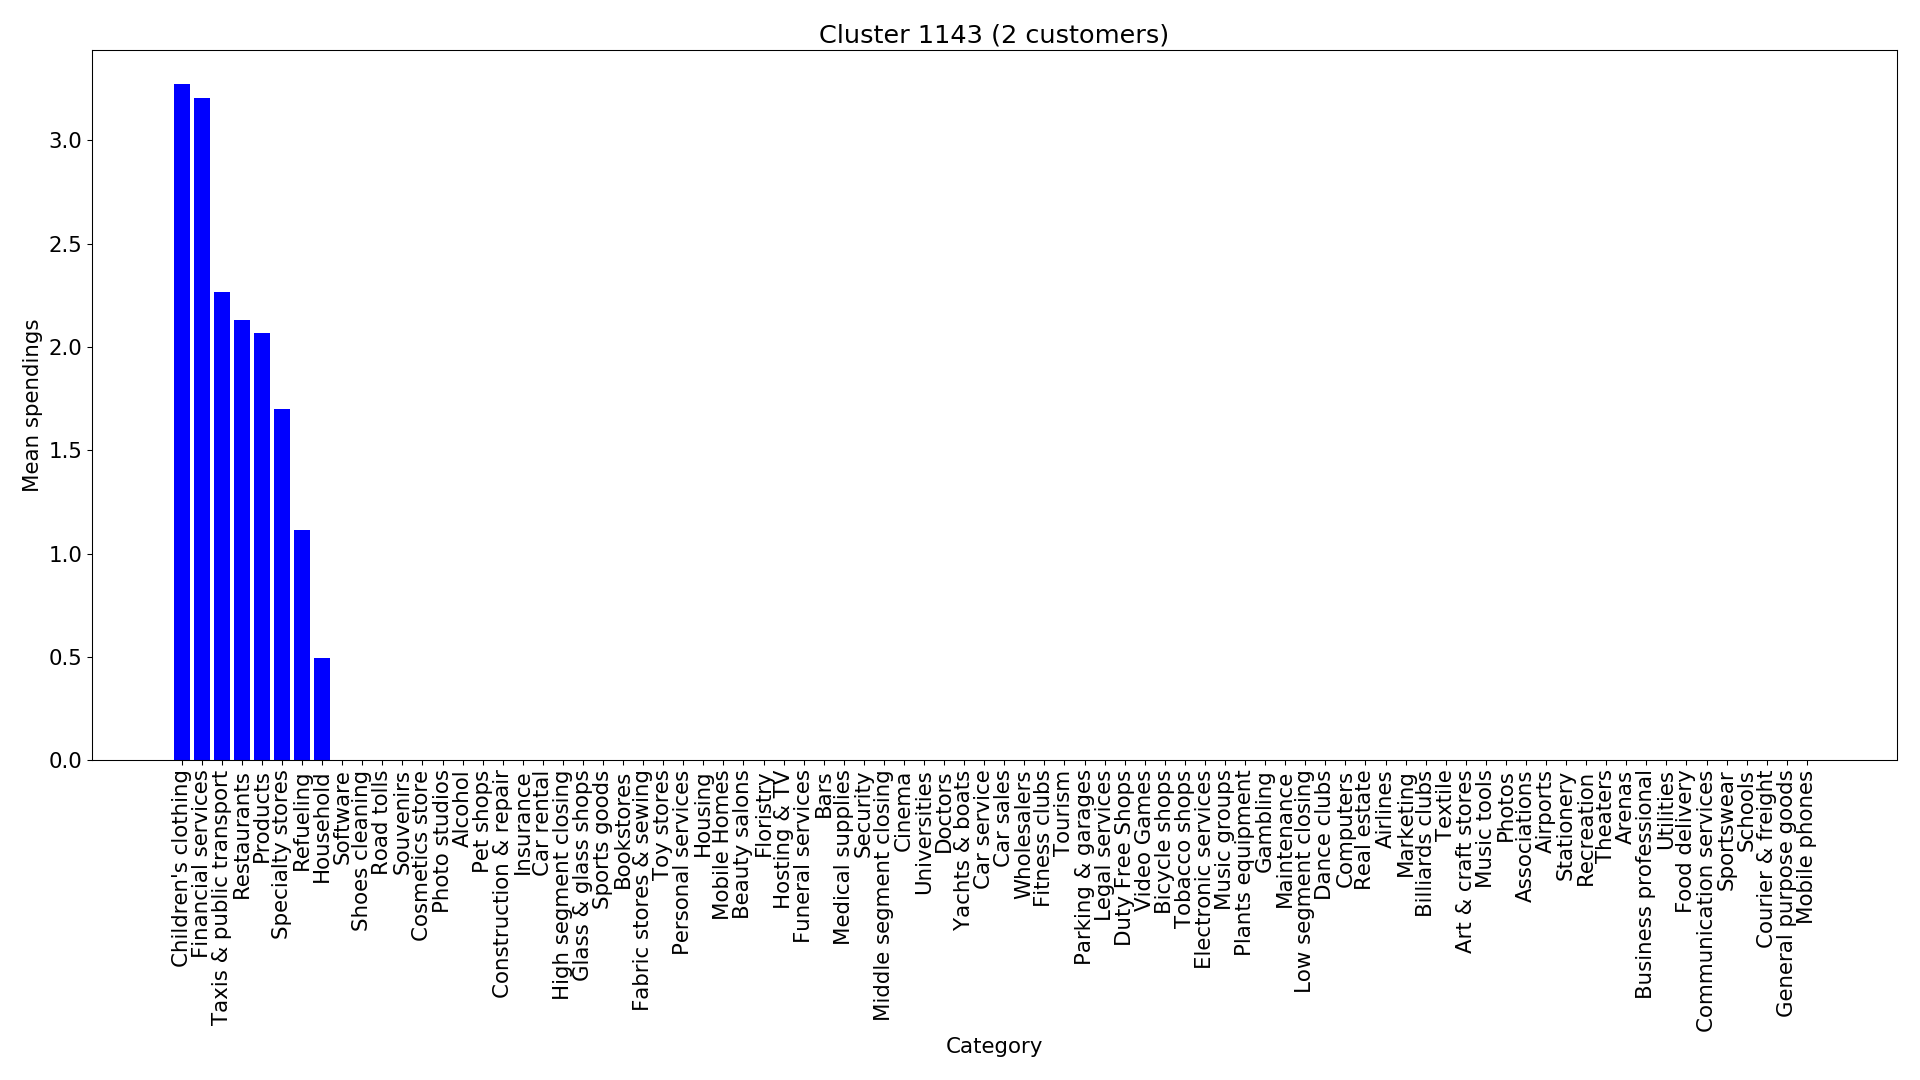 Cluster 1143 (2 customers)
3.0
2.5
2.0
1.5
1.0
0.5
0.0
Mean spendings
Children's clothing
Financial services
Taxis & public transport
Restaurants
Products
Specialty stores
Refueling
Household
Software
Shoes cleaning
Road tolls
Souvenirs
Cosmetics store
Photo studios
Alcohol
Pet shops
Construction & repair
Insurance
Car rental
High segment closing
Glass & glass shops
Sports goods
Bookstores
Fabric stores & sewing
Toy stores
Personal services
Housing
Mobile Homes
Beauty salons
Floristry
Hosting & TV
Funeral services
Bars
Medical supplies
Security
Middle segment closing
Cinema
Universities
Doctors
Yachts & boats
Car service
Car sales
Wholesalers
Fitness clubs
Tourism
Parking & garages
Legal services
Duty Free Shops
Video Games
Bicycle shops
Tobacco shops
Electronic services
Music groups
Plants equipment
Gambling
Maintenance
Low segment closing
Dance clubs
Computers
Real estate
Airlines
Marketing
Billiards clubs
Textile
Art & craft stores
Music tools
Photos
Associations
Airports
Stationery
Recreation
Theaters
Arenas
Business professional
Utilities
Food delivery
Communication services
Sportswear
Schools
Courier & freight
General purpose goods
Mobile phones
Category